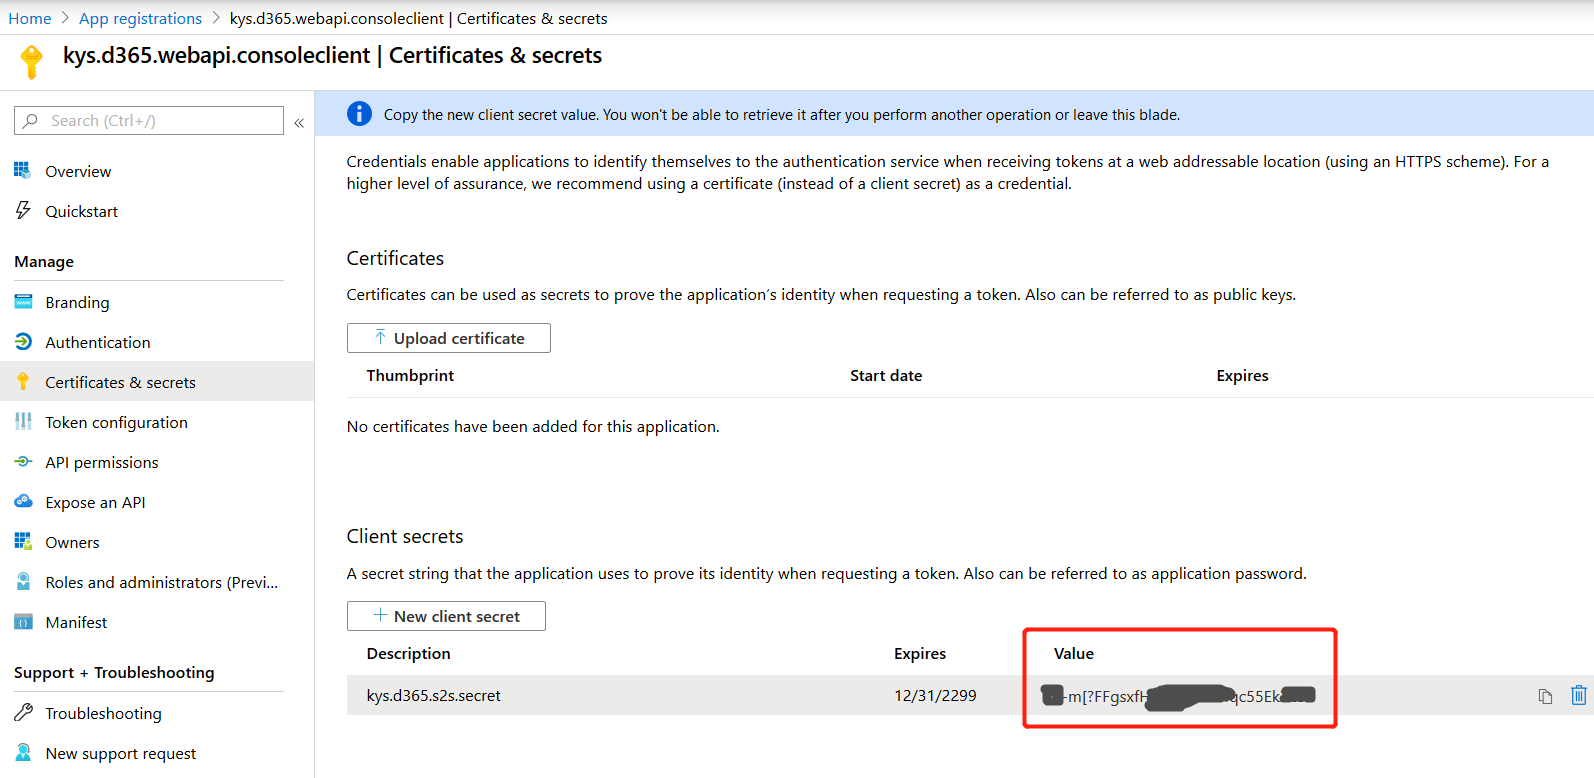 Home > App registrations > kys.d365.webapi.consoleclient | Certificates & secrets
kys.d365.webapi.consoleclient | Certificates & secrets
Search (Ctrl+/)
«
Overview
Quickstart
Manage
Branding
Authentication
Certificates & secrets
Token configuration
API permissions
Expose an API
Owners
Roles and administrators (Previ...
Manifest
Support + Troubleshooting
Troubleshooting
New support request
Copy the new client secret value. You won't be able to retrieve it after you perform another operation or leave this blade.
Credentials enable applications to identify themselves to the authentication service when receiving tokens at a web addressable location (using an HTTPS scheme). For a
higher level of assurance, we recommend using a certificate (instead of a client secret) as a credential.
Certificates
Certificates can be used as secrets to prove the application’s identity when requesting a token. Also can be referred to as public keys.
Upload certificate
Thumbprint Start date Expires
No certificates have been added for this application.
Client secrets
A secret string that the application uses to prove its identity when requesting a token. Also can be referred to as application password.
New client secret
Description Expires Value
kys.d365.s2s.secret 12/31/2299 -m[?FFgsxfH qc55Ek